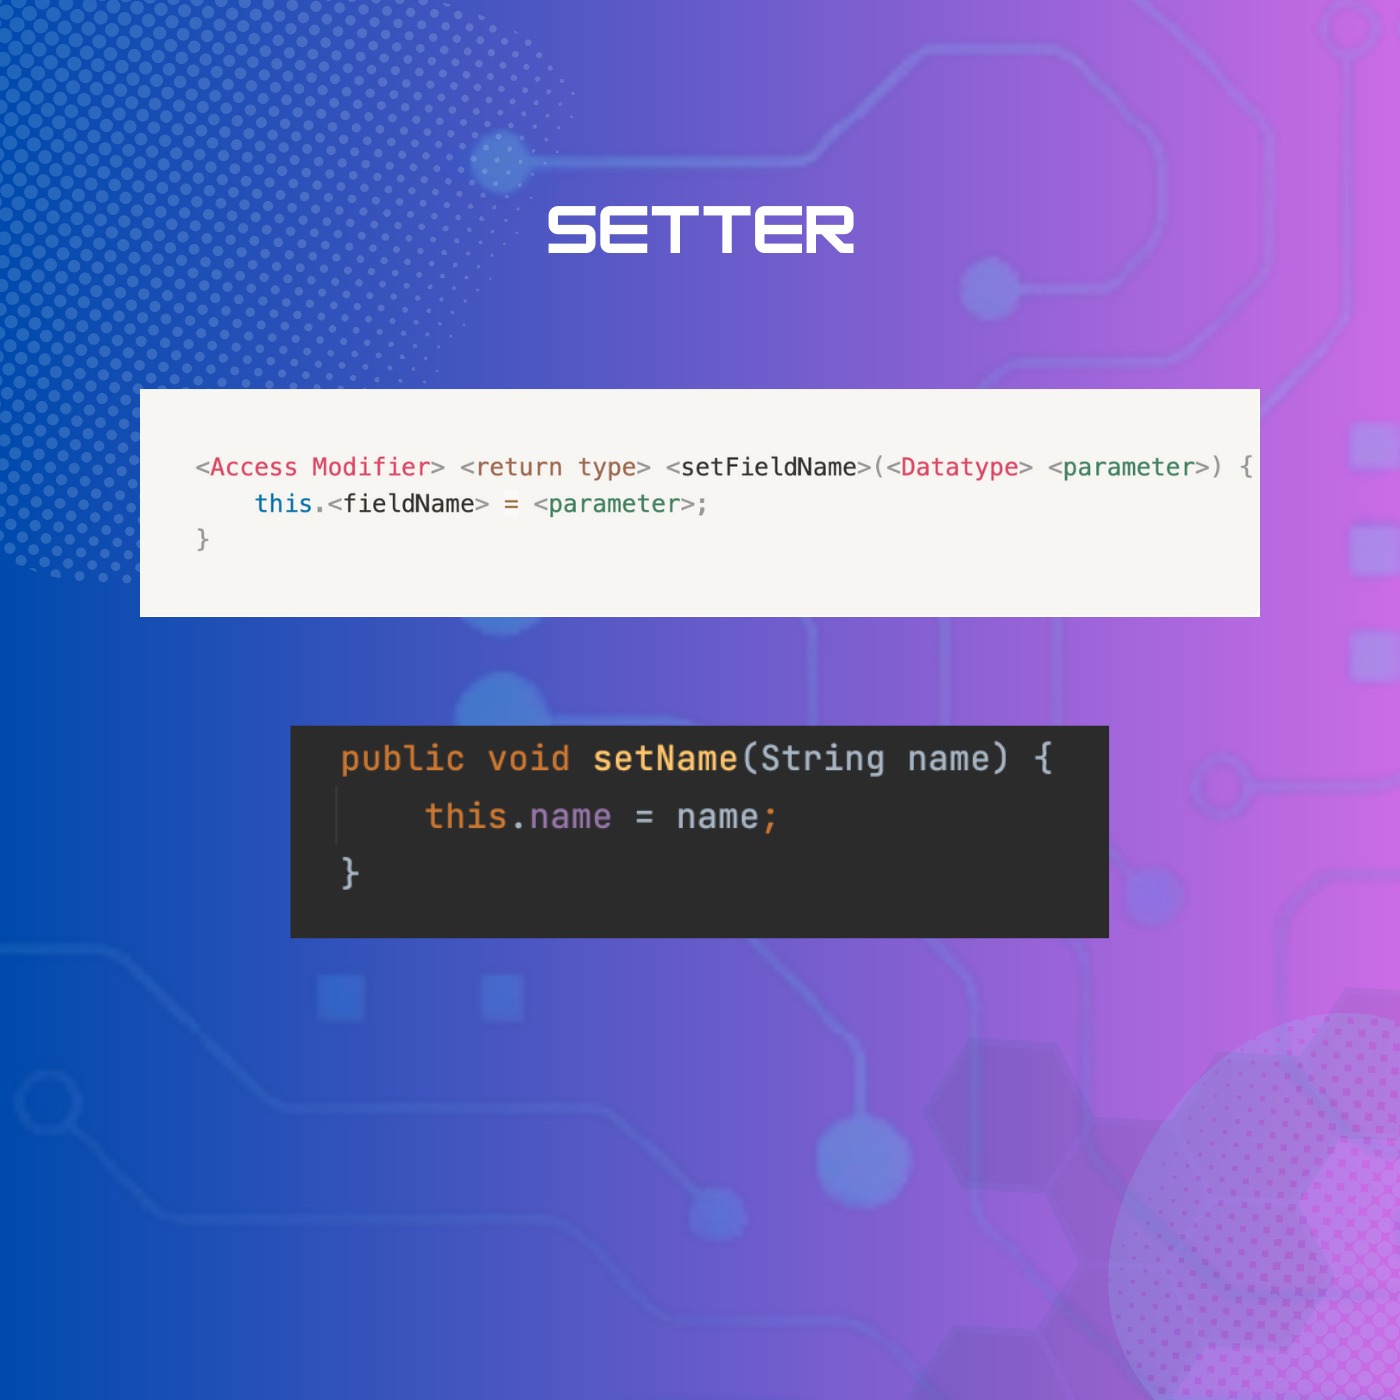 SETTER
<Access Modifier> <return type> <setFieldName>(<Datatype> <parameter>) {
    this.<fieldName> = <parameter>;
}
public void setName(String name) {
    this.name = name;
}